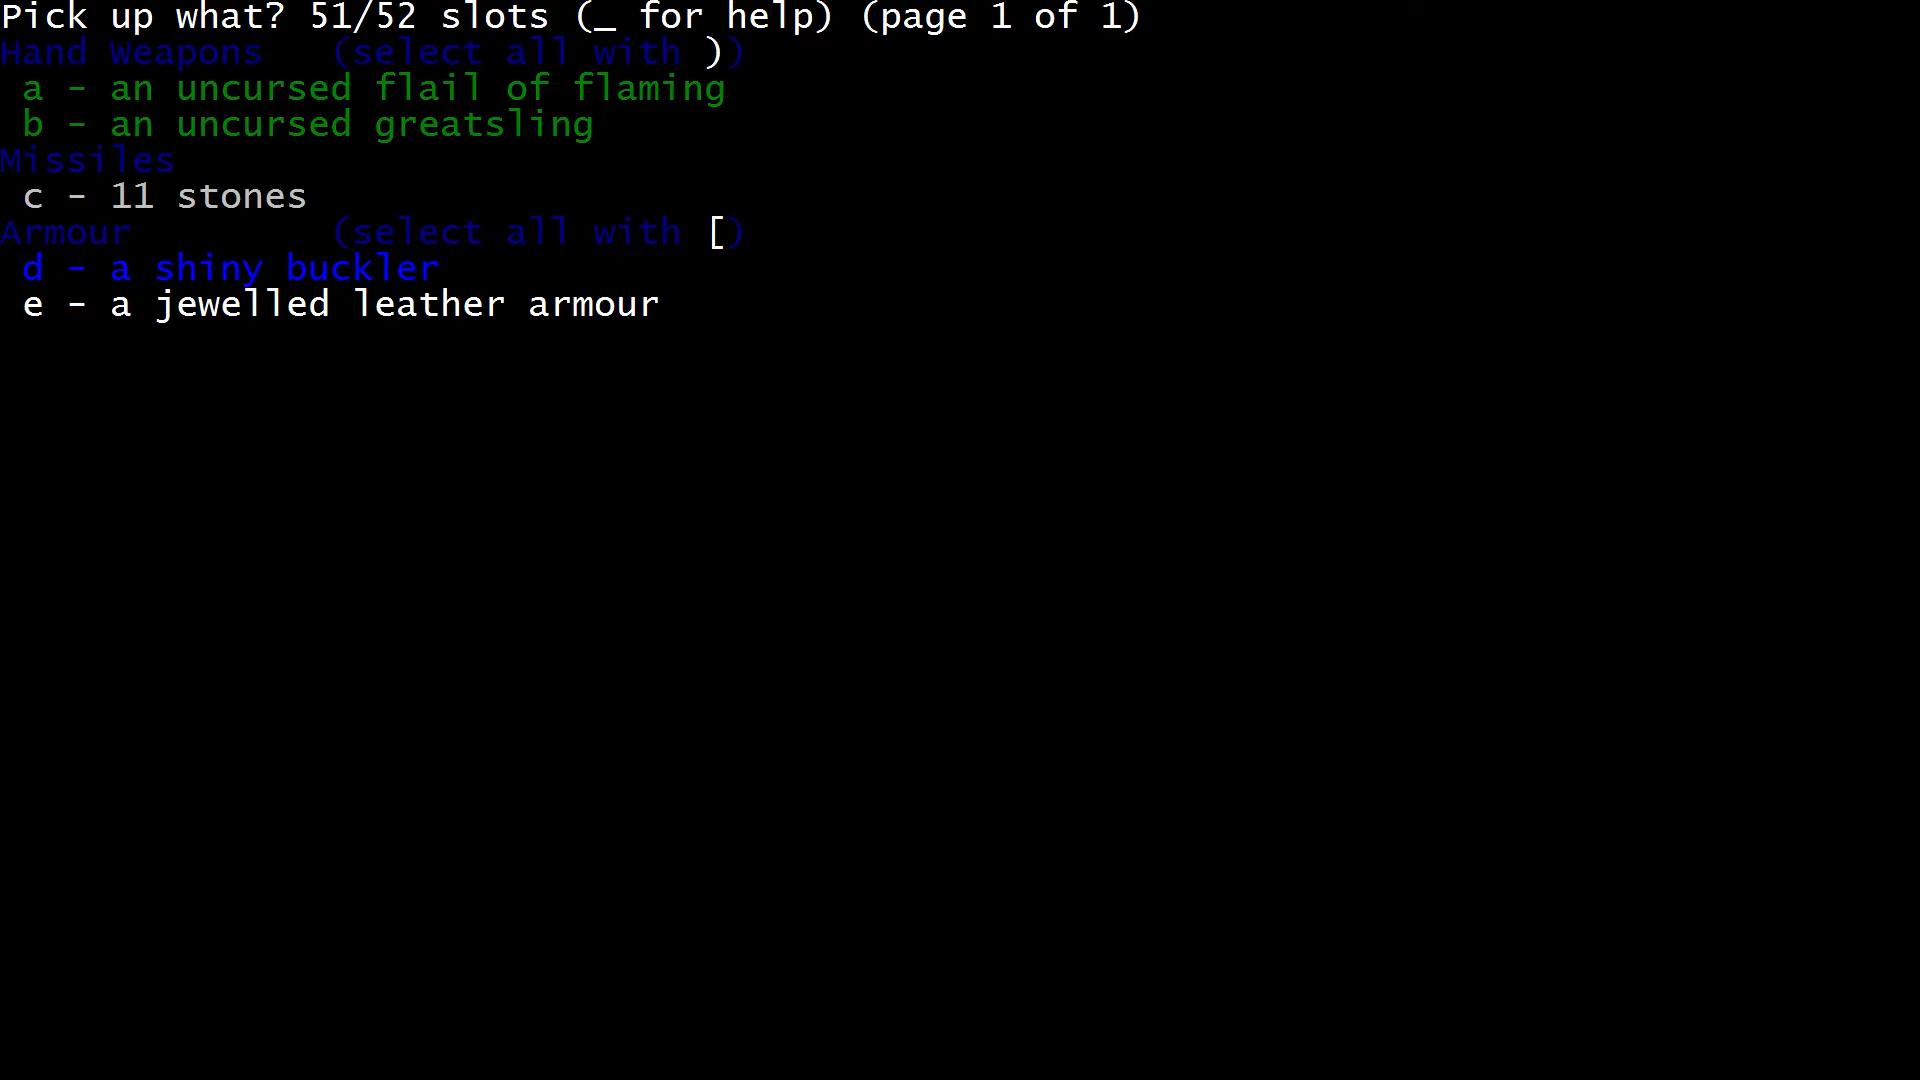 Pick up what? 51/52 slots (_ for help) (page 1 of 1)
Hand Weapons (select all with ))
a - an uncursed flail of flaming
b - an uncursed greatsling
Missiles
c - 11 stones
Armour (select all with [)
d - a shiny buckler
e - a jewelled leather armour